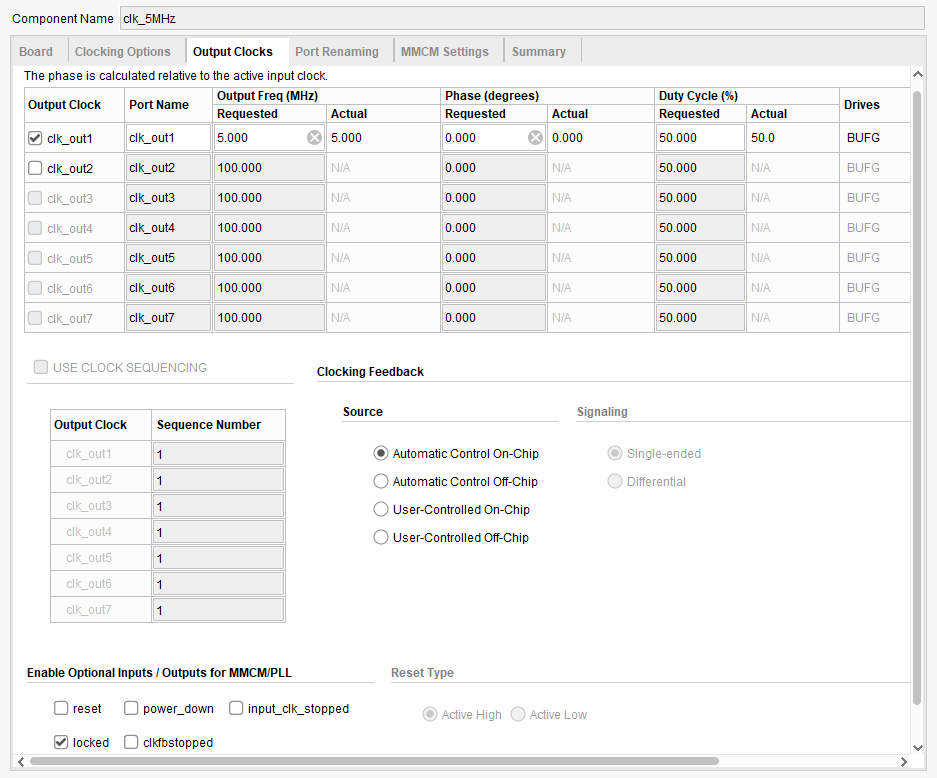 Component Name clk_5MHz
Board Clocking Options Output Clocks Port Renaming MMCM Settings Summary
The phase is calculated relative to the active input clock.
Output Clock Port Name Output Freq (MHz) Phase (degrees) Duty Cycle (%) Drives
Requested Actual Requested Actual Requested Actual
clk_out1 clk_out1 5.000 5.000 0.000 0.000 50.000 50.0 BUFG
clk_out2 clk_out2 100.000 N/A 0.000 N/A 50.000 N/A BUFG
clk_out3 clk_out3 100.000 N/A 0.000 N/A 50.000 N/A BUFG
clk_out4 clk_out4 100.000 N/A 0.000 N/A 50.000 N/A BUFG
clk_out5 clk_out5 100.000 N/A 0.000 N/A 50.000 N/A BUFG
clk_out6 clk_out6 100.000 N/A 0.000 N/A 50.000 N/A BUFG
clk_out7 clk_out7 100.000 N/A 0.000 N/A 50.000 N/A BUFG
USE CLOCK SEQUENCING
Output Clock Sequence Number
clk_out1 1
clk_out2 1
clk_out3 1
clk_out4 1
clk_out5 1
clk_out6 1
clk_out7 1
Clocking Feedback
Source
Automatic Control On-Chip
Automatic Control Off-Chip
User-Controlled On-Chip
User-Controlled Off-Chip
Signaling
Single-ended
Differential
Enable Optional Inputs / Outputs for MMCM/PLL
reset power_down input_clk_stopped
locked clkfbstopped
Reset Type
Active High Active Low